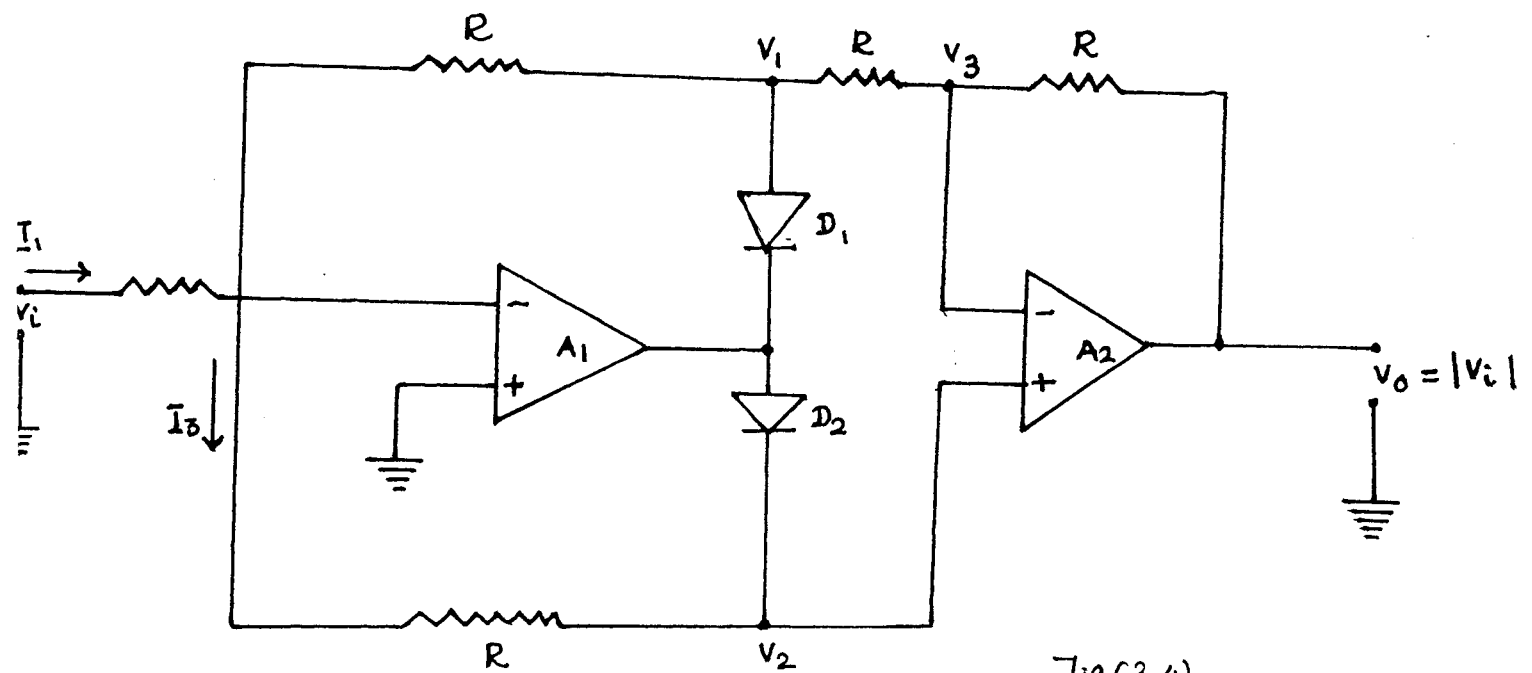 R
V₁
R
V₃
R
D₁
I₁
vi
A₁
−
+
I₃
D₂
A₂
−
+
v₀ = |vi|
R
V₂